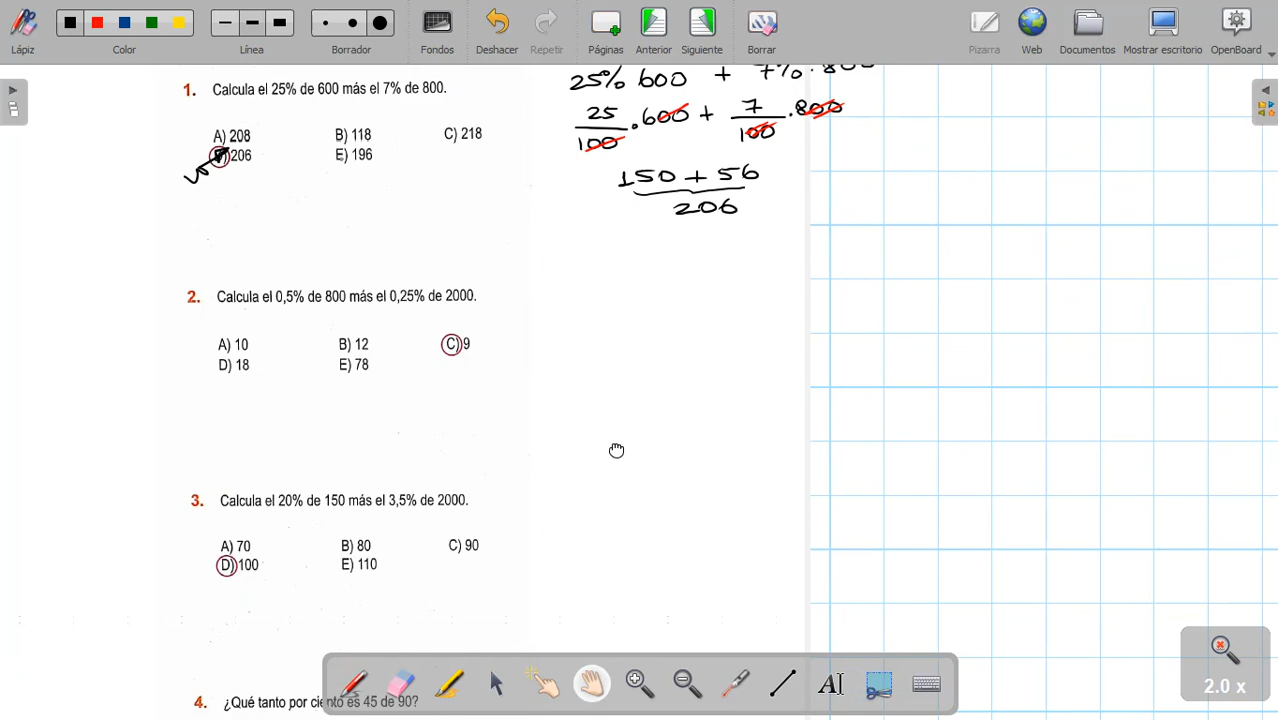 Lápiz
Color
Línea
Borrador
Fondos
Deshacer
Repetir
Páginas
Anterior
Siguiente
Borrar
Pizarra
Web
Documentos
Mostrar escritorio
OpenBoard
1. Calcula el 25% de 600 más el 7% de 800.
A) 208 B) 118 C) 218
206 E) 196
25% 600 + 7% . 800
25/100 . 600 + 7/100 . 800
150 + 56
206
2. Calcula el 0,5% de 800 más el 0,25% de 2000.
A) 10 B) 12 C) 9
D) 18 E) 78
3. Calcula el 20% de 150 más el 3,5% de 2000.
A) 70 B) 80 C) 90
D) 100 E) 110
4. ¿Qué tanto por ciento es 45 de 90?
2.0 x